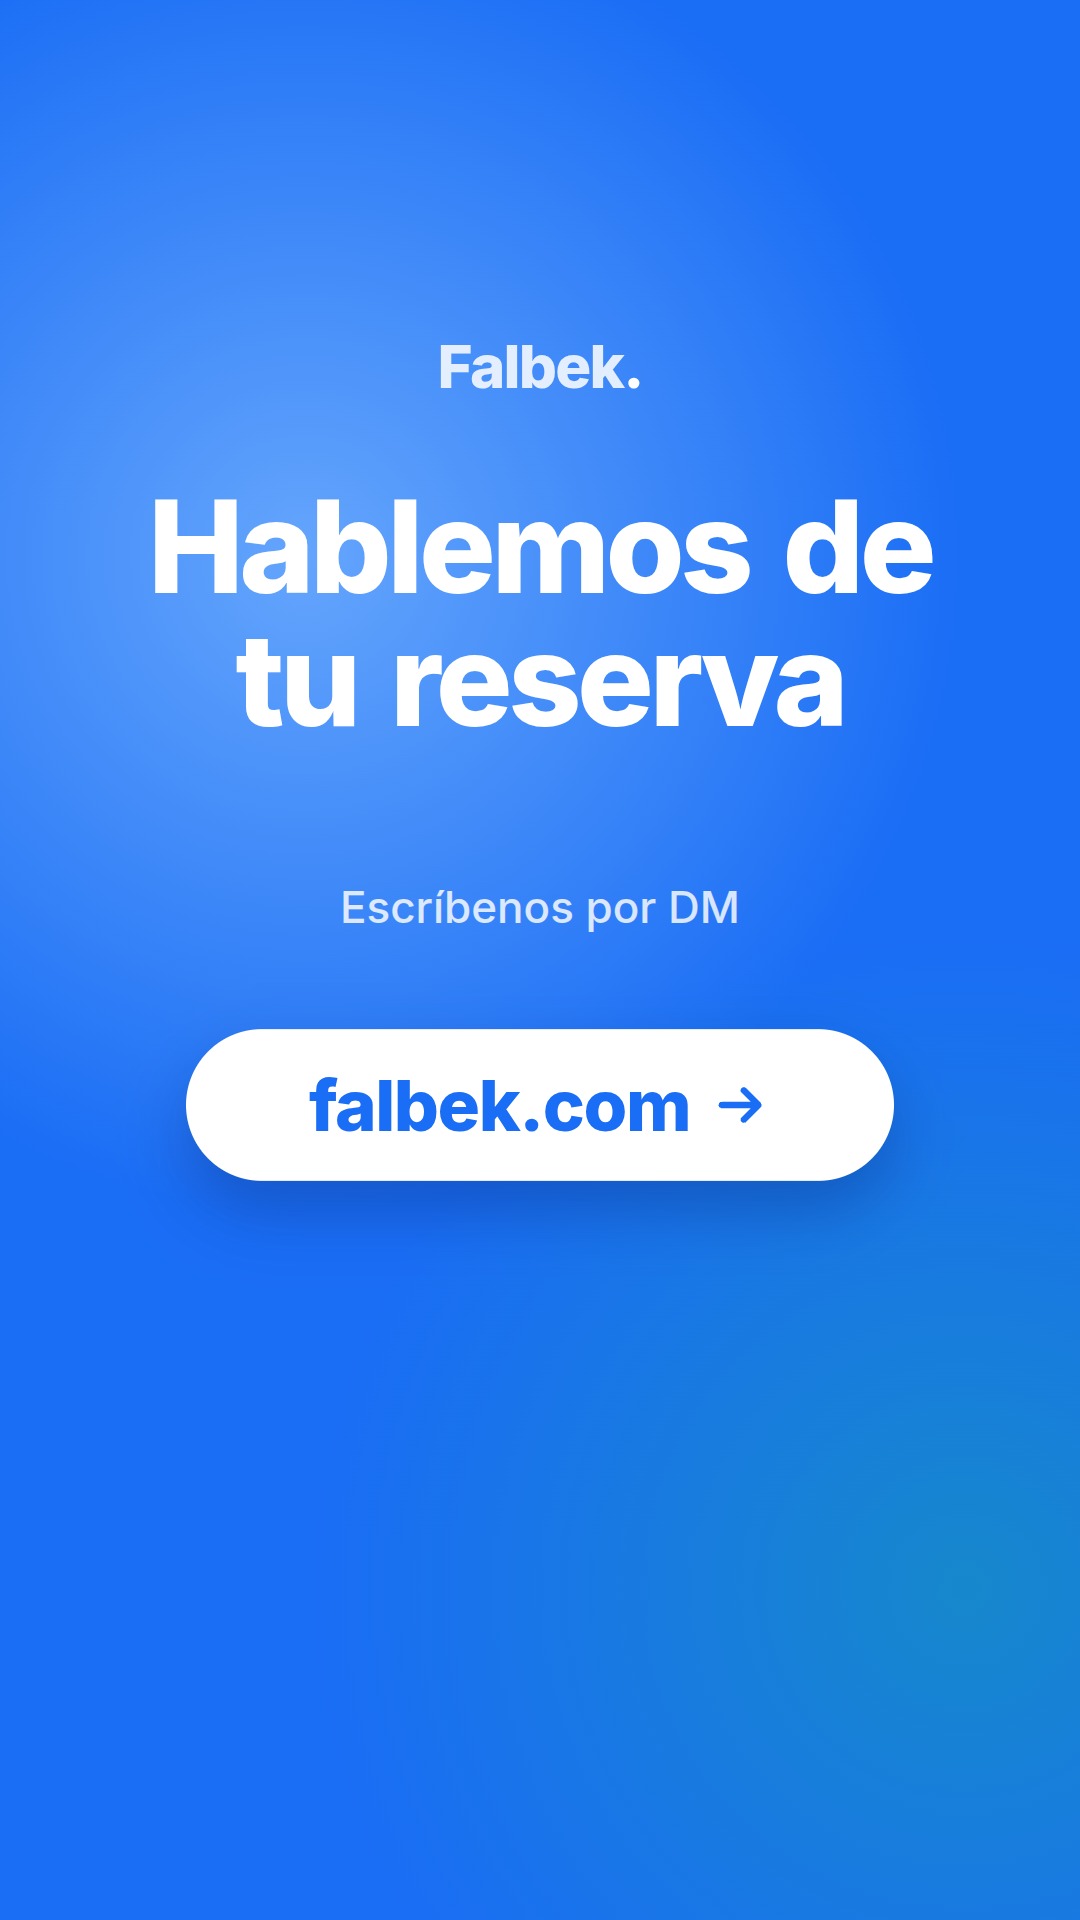 Falbek.
Hablemos de
tu reserva
Escríbenos por DM
falbek.com →